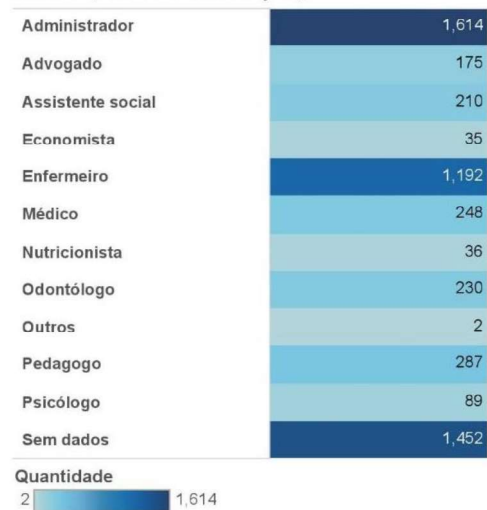 Administrador 1,614
Advogado 175
Assistente social 210
Economista 35
Enfermeiro 1,192
Médico 248
Nutricionista 36
Odontólogo 230
Outros 2
Pedagogo 287
Psicólogo 89
Sem dados 1,452
Quantidade
2 1,614